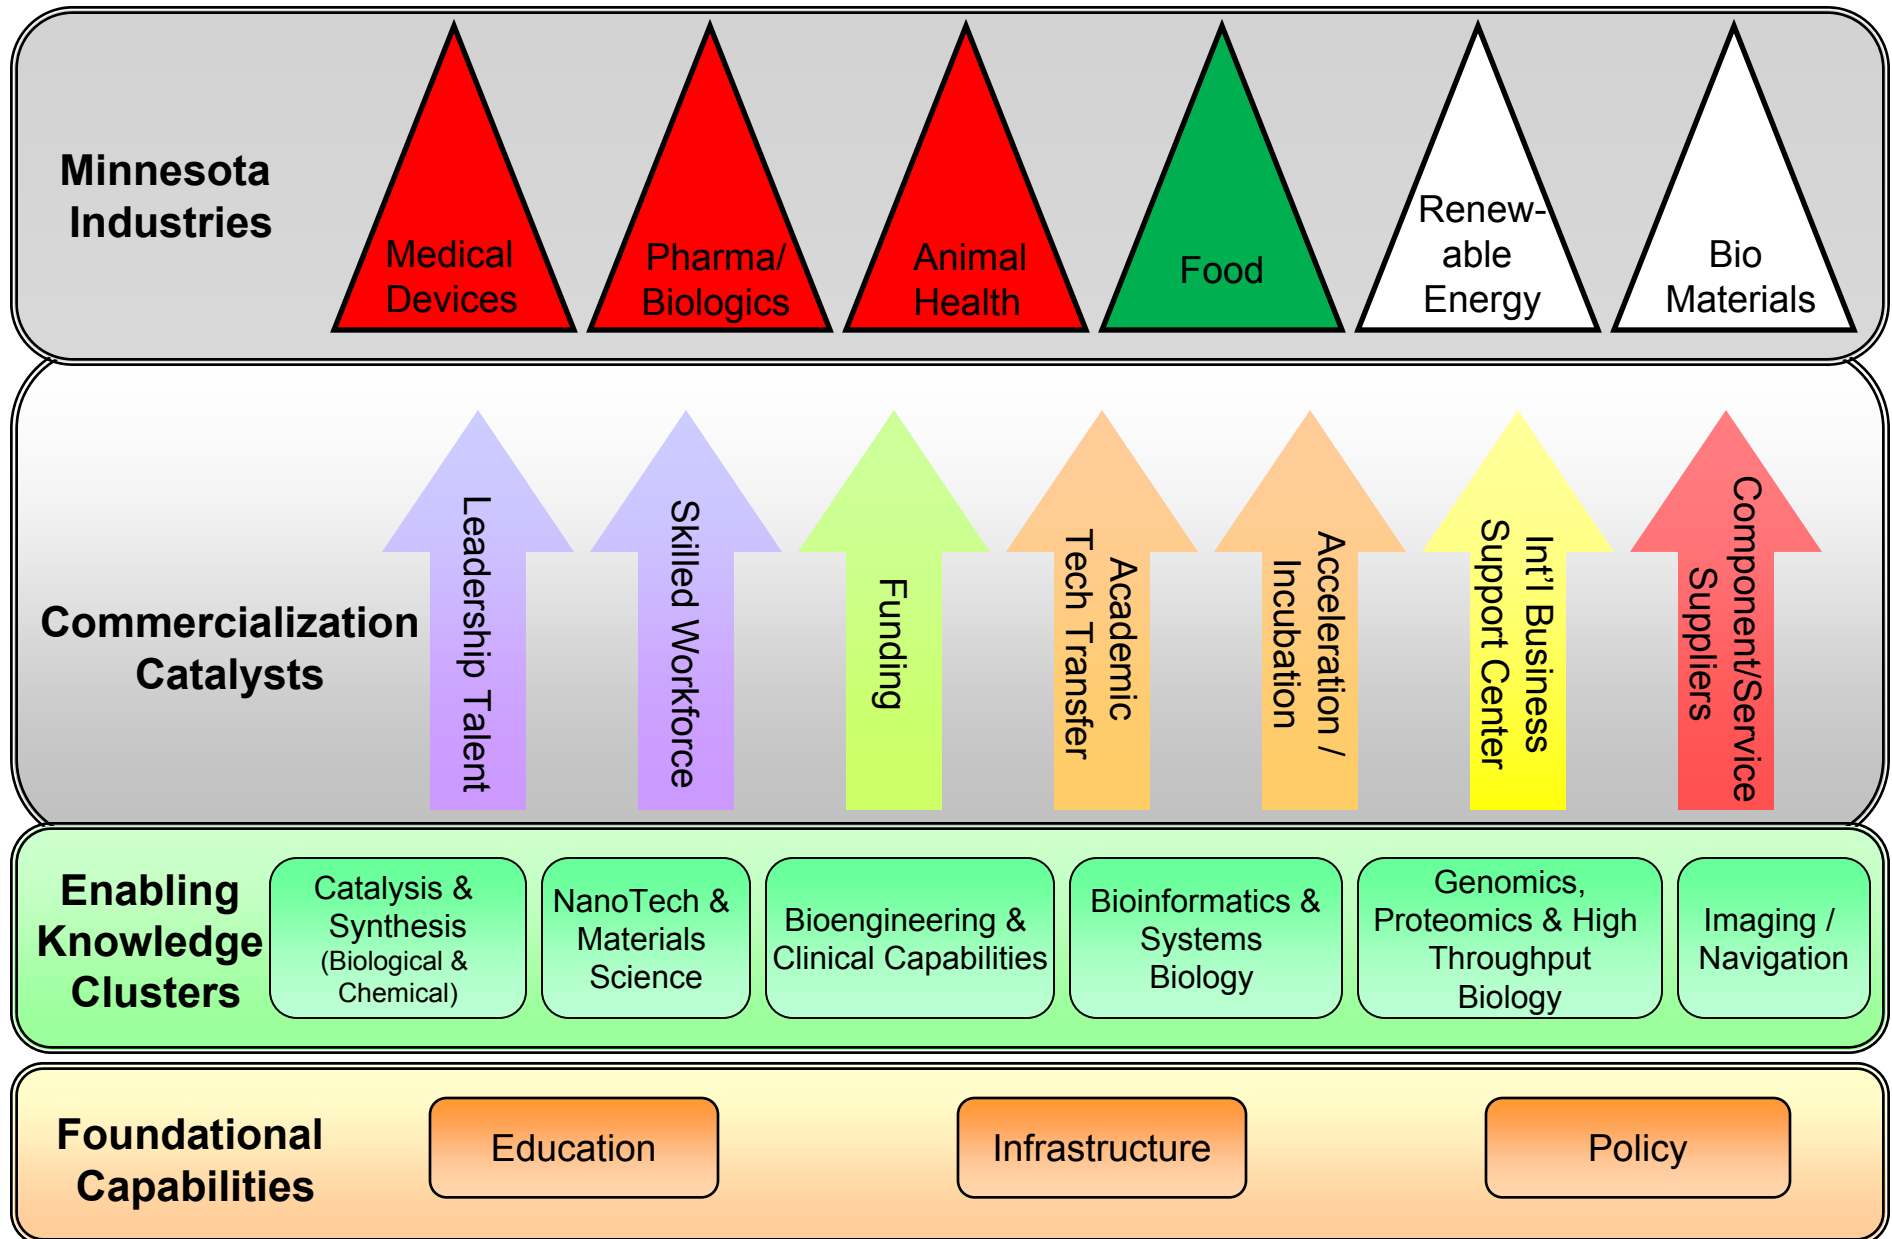 Minnesota
Industries
Medical
Devices
Pharma/
Biologics
Animal
Health
Food
Renew-
able
Energy
Bio
Materials
Commercialization
Catalysts
Leadership Talent
Skilled Workforce
Funding
Academic
Tech Transfer
Acceleration /
Incubation
Int'l Business
Support Center
Component/Service
Suppliers
Enabling
Knowledge
Clusters
Catalysis &
Synthesis
(Biological &
Chemical)
NanoTech &
Materials
Science
Bioengineering &
Clinical Capabilities
Bioinformatics &
Systems
Biology
Genomics,
Proteomics & High
Throughput
Biology
Imaging /
Navigation
Foundational
Capabilities
Education
Infrastructure
Policy